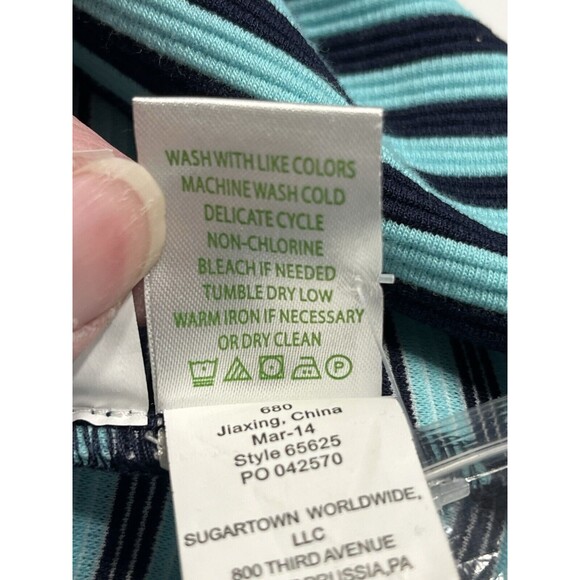 WASH WITH LIKE COLORS
MACHINE WASH COLD
DELICATE CYCLE
NON-CHLORINE
BLEACH IF NEEDED
TUMBLE DRY LOW
WARM IRON IF NECESSARY
OR DRY CLEAN
P
680
Jiaxing, China
Mar-14
Style 65625
PO 042570
SUGARTOWN WORLDWIDE,
LLC
800 THIRD AVENUE
PRUSSIA,PA